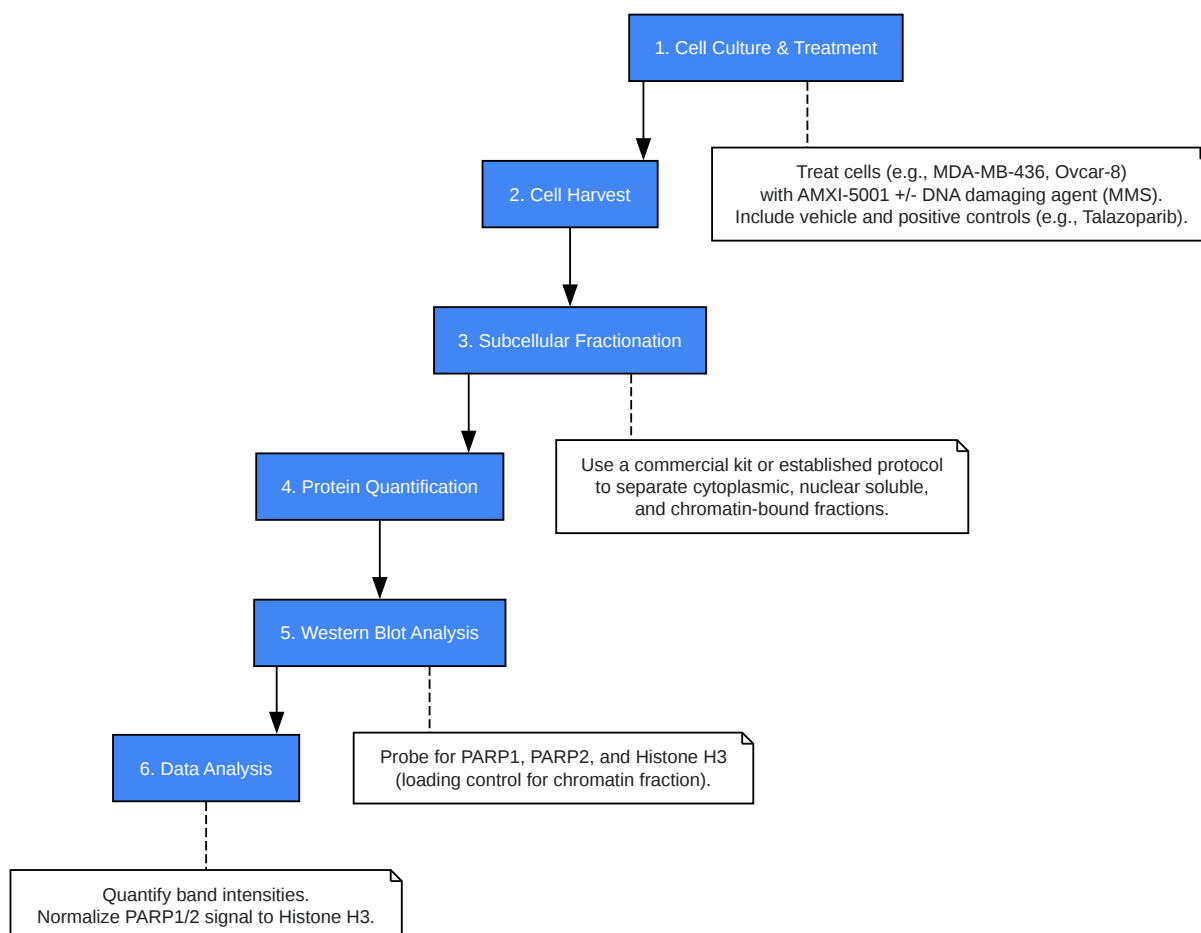 1. Cell Culture & Treatment
Treat cells (e.g., MDA-MB-436, Ovcar-8)
with AMXI-5001 +/- DNA damaging agent (MMS).
Include vehicle and positive controls (e.g., Talazoparib).
2. Cell Harvest
3. Subcellular Fractionation
Use a commercial kit or established protocol
to separate cytoplasmic, nuclear soluble,
and chromatin-bound fractions.
4. Protein Quantification
5. Western Blot Analysis
Probe for PARP1, PARP2, and Histone H3
(loading control for chromatin fraction).
6. Data Analysis
Quantify band intensities.
Normalize PARP1/2 signal to Histone H3.